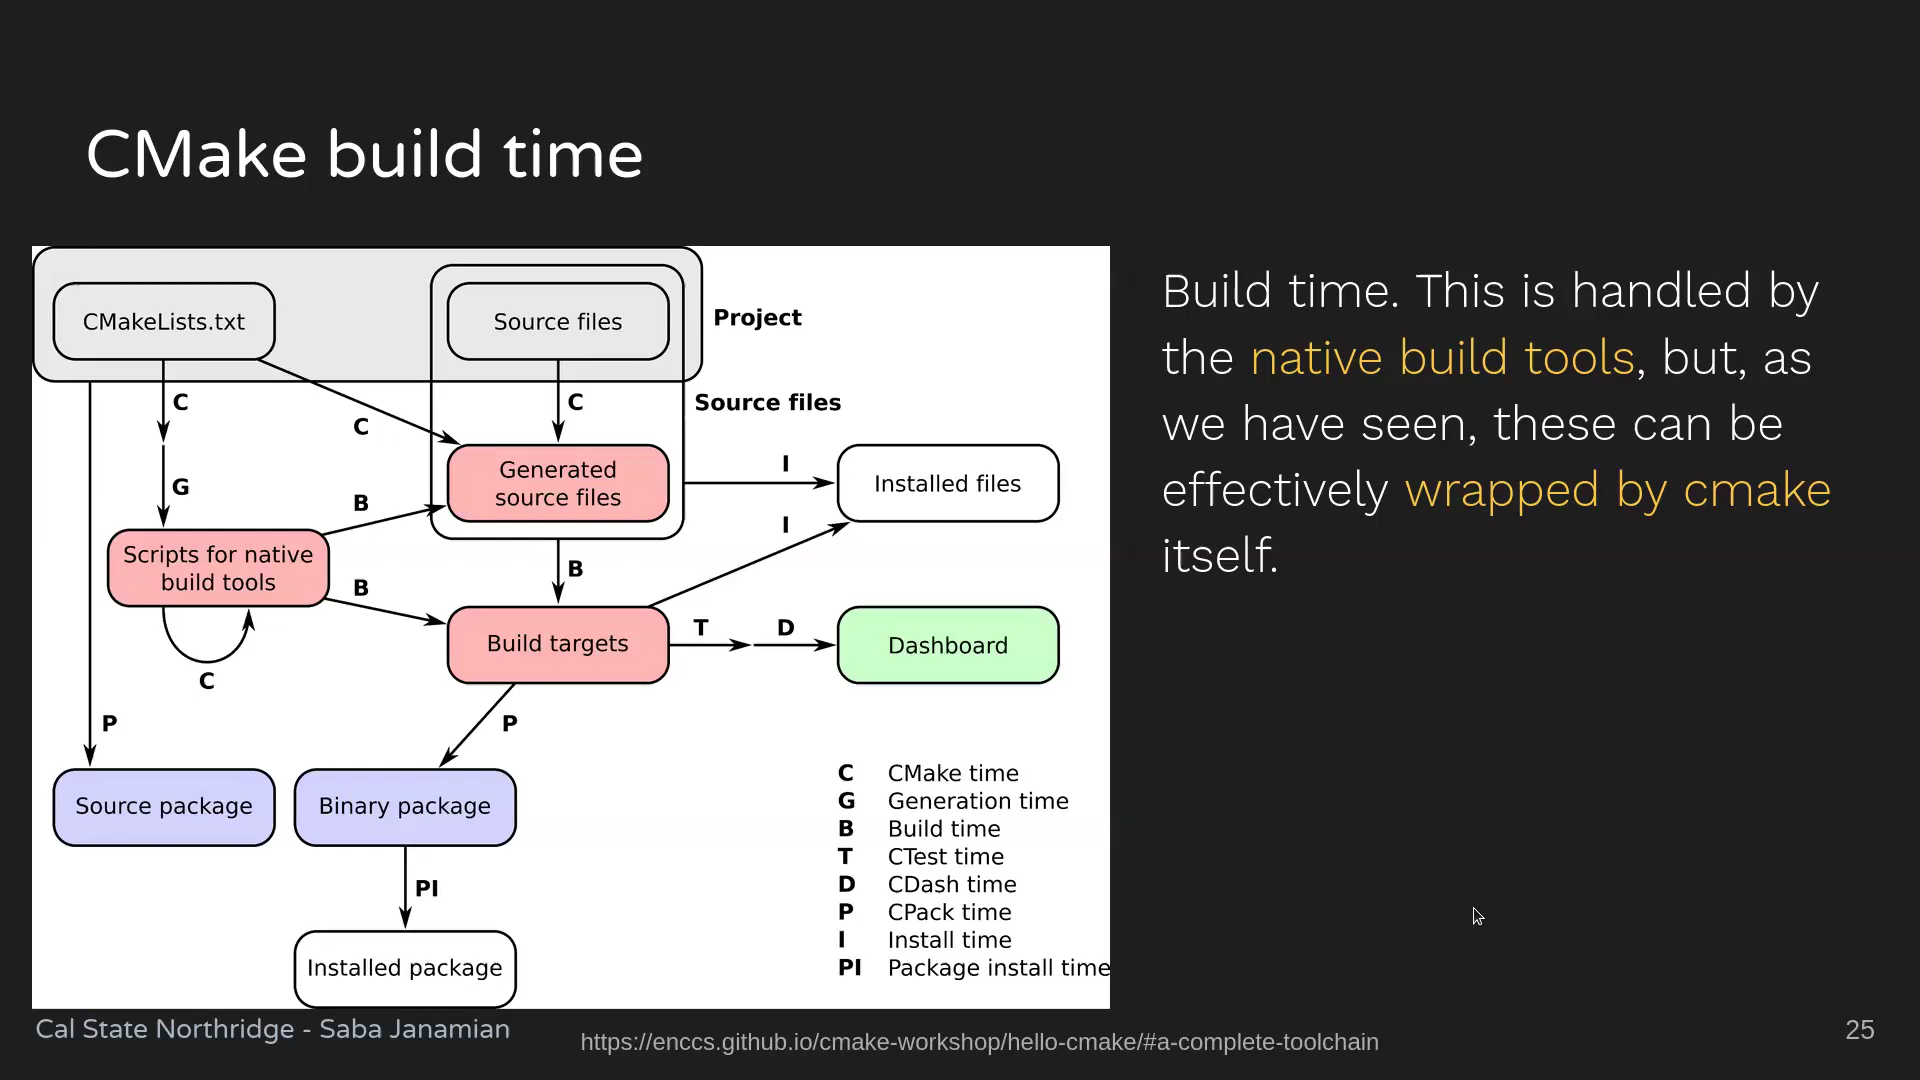 CMake build time
CMakeLists.txt
Source files
Project
C
C
C
Source files
G
B
Generated
source files
I
Installed files
I
Scripts for native
build tools
B
B
C
Build targets
T
D
Dashboard
P
P
Source package
Binary package
PI
Installed package
C CMake time
G Generation time
B Build time
T CTest time
D CDash time
P CPack time
I Install time
PI Package install time
Build time. This is handled by
the native build tools, but, as
we have seen, these can be
effectively wrapped by cmake
itself.
Cal State Northridge - Saba Janamian
https://enccs.github.io/cmake-workshop/hello-cmake/#a-complete-toolchain
25